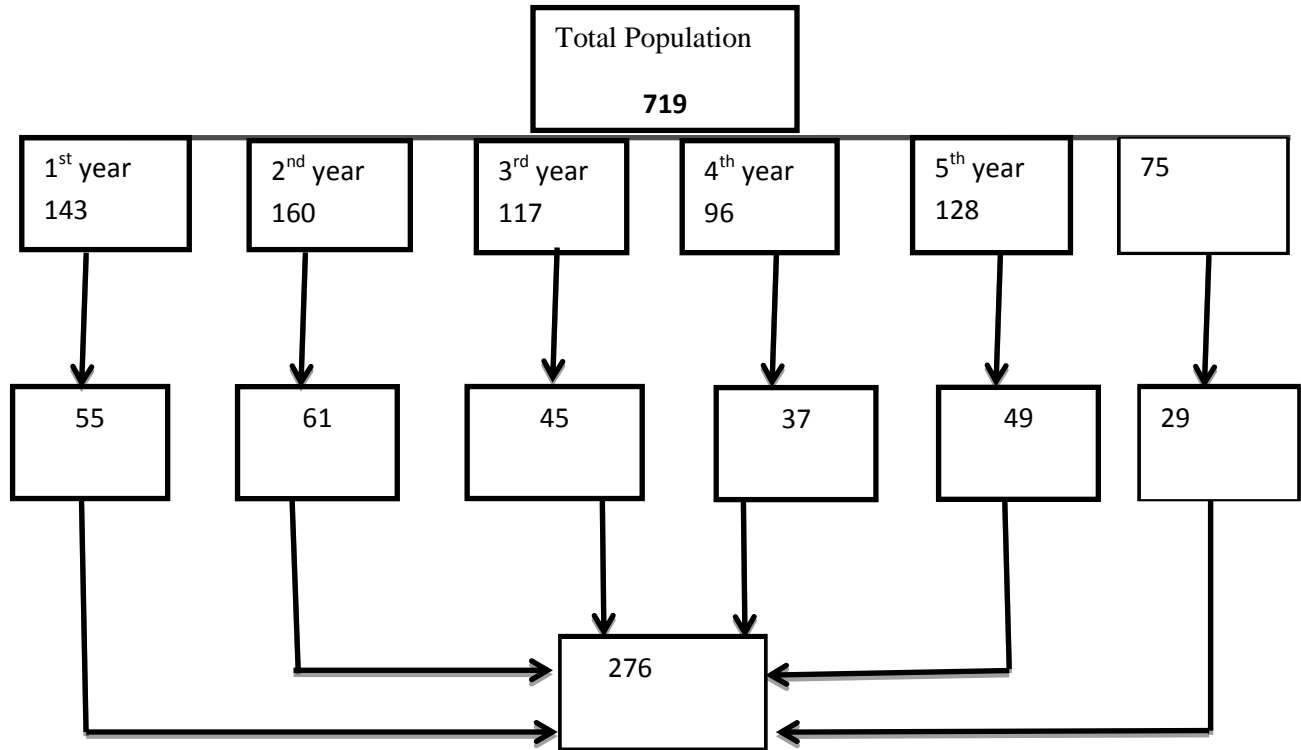 Total Population
719
1st year
143
2nd year
160
3rd year
117
4th year
96
5th year
128
75
55
61
45
37
49
29
276